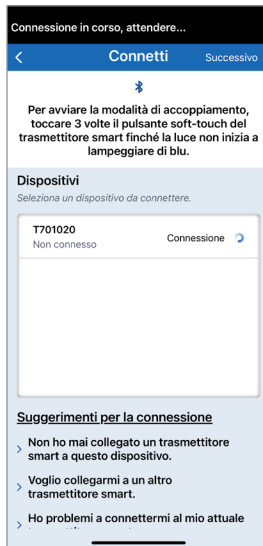 Connessione in corso, attendere...
Connetti Successivo
Per avviare la modalità di accoppiamento,
toccare 3 volte il pulsante soft-touch del
trasmettitore smart finché la luce non inizia a
lampeggiare di blu.
Dispositivi
Seleziona un dispositivo da connettere.
T701020
Non connesso
Connessione
Suggerimenti per la connessione
Non ho mai collegato un trasmettitore
smart a questo dispositivo.
Voglio collegarmi a un altro
trasmettitore smart.
Ho problemi a connettermi al mio attuale